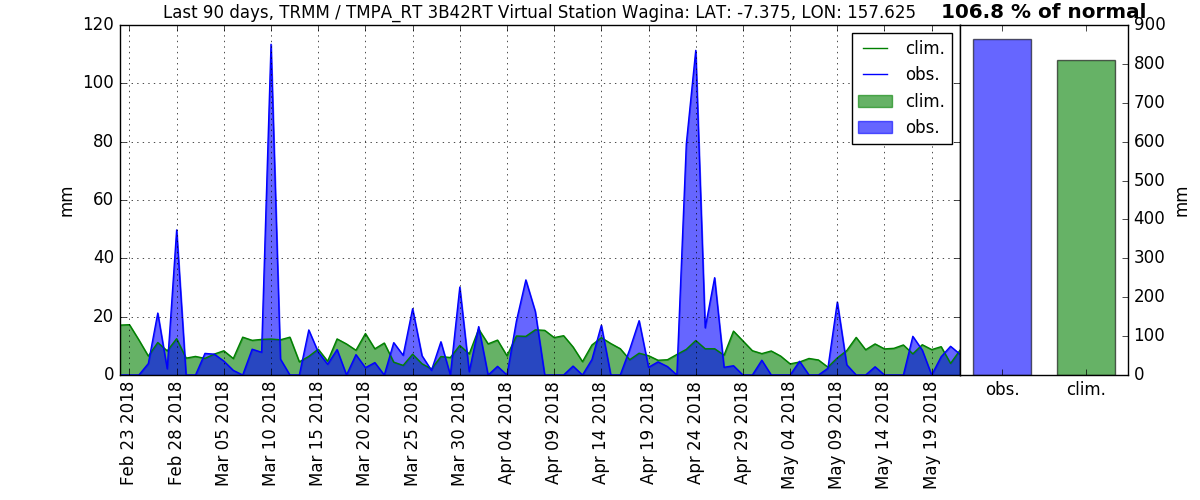 Last 90 days, TRMM / TMPA_RT 3B42RT Virtual Station Wagina: LAT: -7.375, LON: 157.625
106.8 % of normal
120
100
80
60
40
20
0
mm
clim.
obs.
clim.
obs.
900
800
700
600
500
400
300
200
100
0
mm
Feb 23 2018
Feb 28 2018
Mar 05 2018
Mar 10 2018
Mar 15 2018
Mar 20 2018
Mar 25 2018
Mar 30 2018
Apr 04 2018
Apr 09 2018
Apr 14 2018
Apr 19 2018
Apr 24 2018
Apr 29 2018
May 04 2018
May 09 2018
May 14 2018
May 19 2018
obs.
clim.